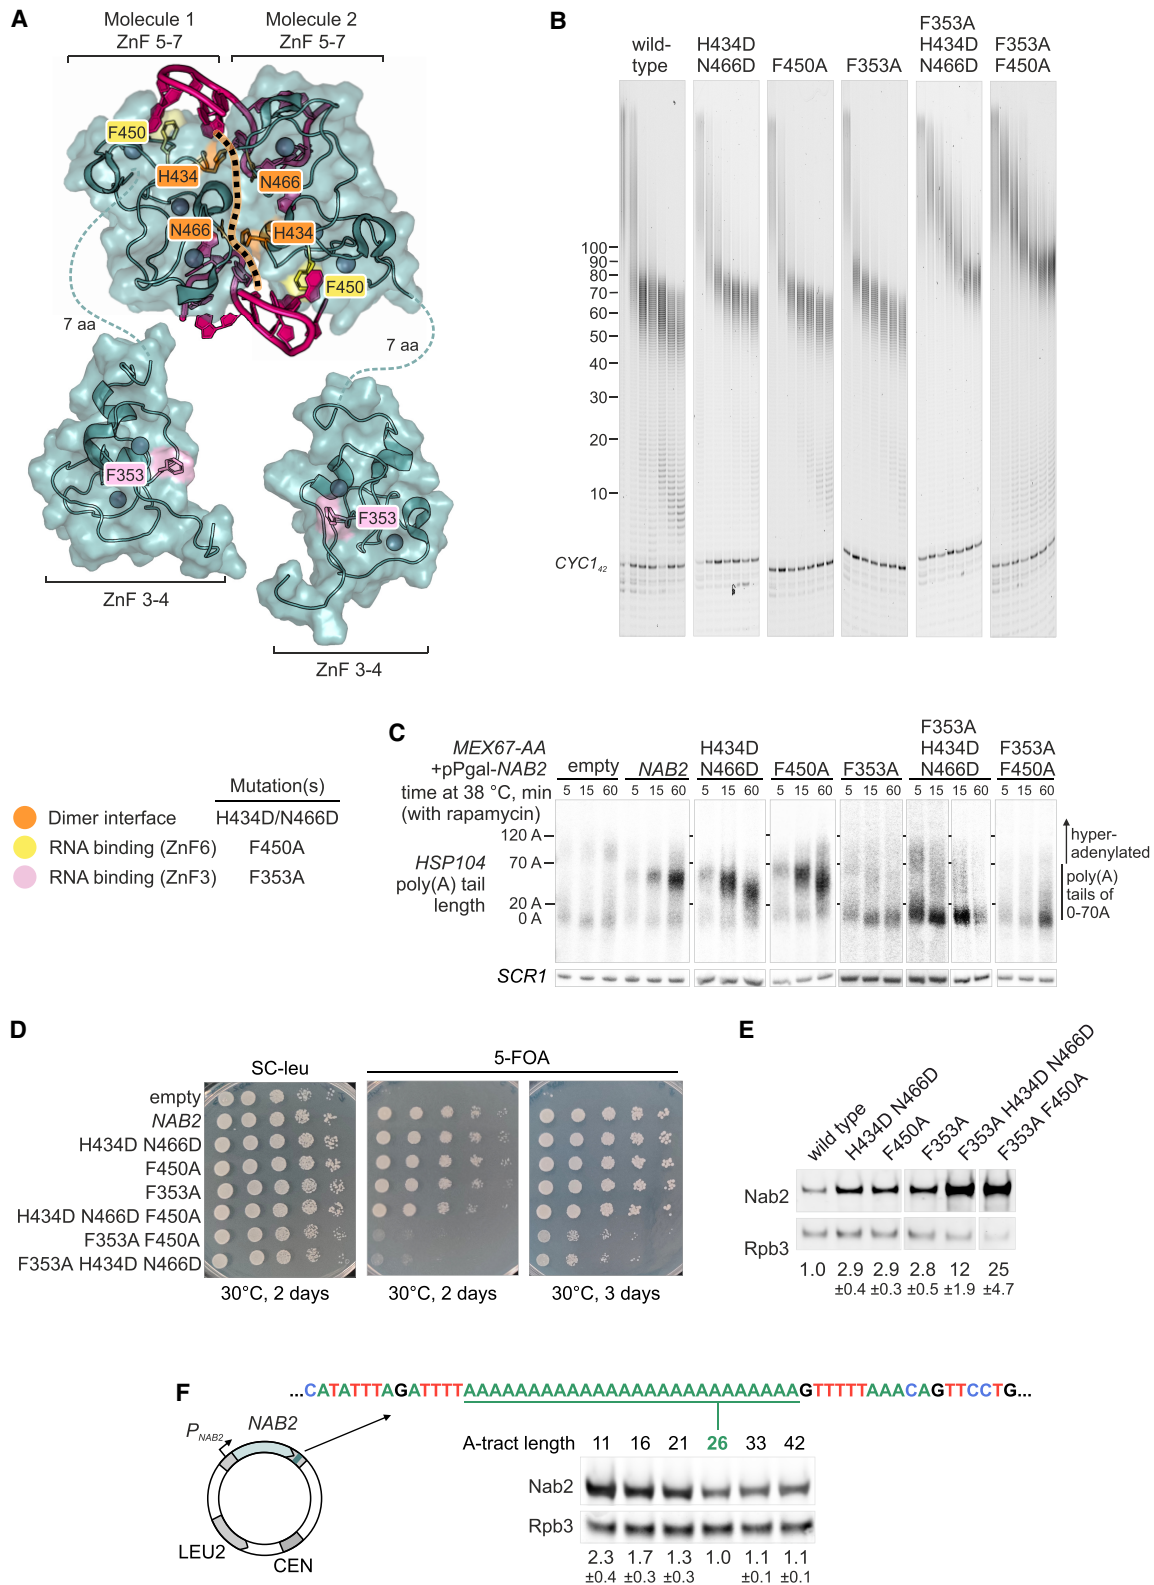 A
Molecule 1
ZnF 5-7
Molecule 2
ZnF 5-7
F450
H434
N466
N466
H434
F450
7 aa
7 aa
F353
F353
ZnF 3-4
ZnF 3-4
Mutation(s)
Dimer interface H434D/N466D
RNA binding (ZnF6) F450A
RNA binding (ZnF3) F353A
B
wild-
type
H434D
N466D
F450A
F353A
F353A
H434D
N466D
F353A
F450A
100
90
80
70
60
50
40
30
20
10
CYC1₄₂
C
MEX67-AA
+pPgal-NAB2
time at 38 °C, min
(with rapamycin)
empty
NAB2
H434D
N466D
F450A
F353A
F353A
H434D
N466D
F353A
F450A
5 15 60 5 15 60 5 15 60 5 15 60 5 15 60 5 15 15 60 5 15 60
120 A
70 A
20 A
0 A
HSP104
poly(A) tail
length
hyper-
adenylated
poly(A)
tails of
0-70A
SCR1
D
SC-leu
5-FOA
empty
NAB2
H434D N466D
F450A
F353A
H434D N466D F450A
F353A F450A
F353A H434D N466D
30°C, 2 days
30°C, 2 days
30°C, 3 days
E
wild type
H434D N466D
F450A
F353A
F353A H434D N466D
F353A F450A
Nab2
Rpb3
1.0 2.9 2.9 2.8 12 25
±0.4 ±0.3 ±0.5 ±1.9 ±4.7
F
...CATATTTAGATTTTAAAAAAAAAAAAAAAAAAAAAAAAAAGTTTTTAAACAGTTCCTG...
P_NAB2
NAB2
LEU2
CEN
A-tract length 11 16 21 26 33 42
Nab2
Rpb3
2.3 1.7 1.3 1.0 1.1 1.1
±0.4 ±0.3 ±0.3 ±0.1 ±0.1